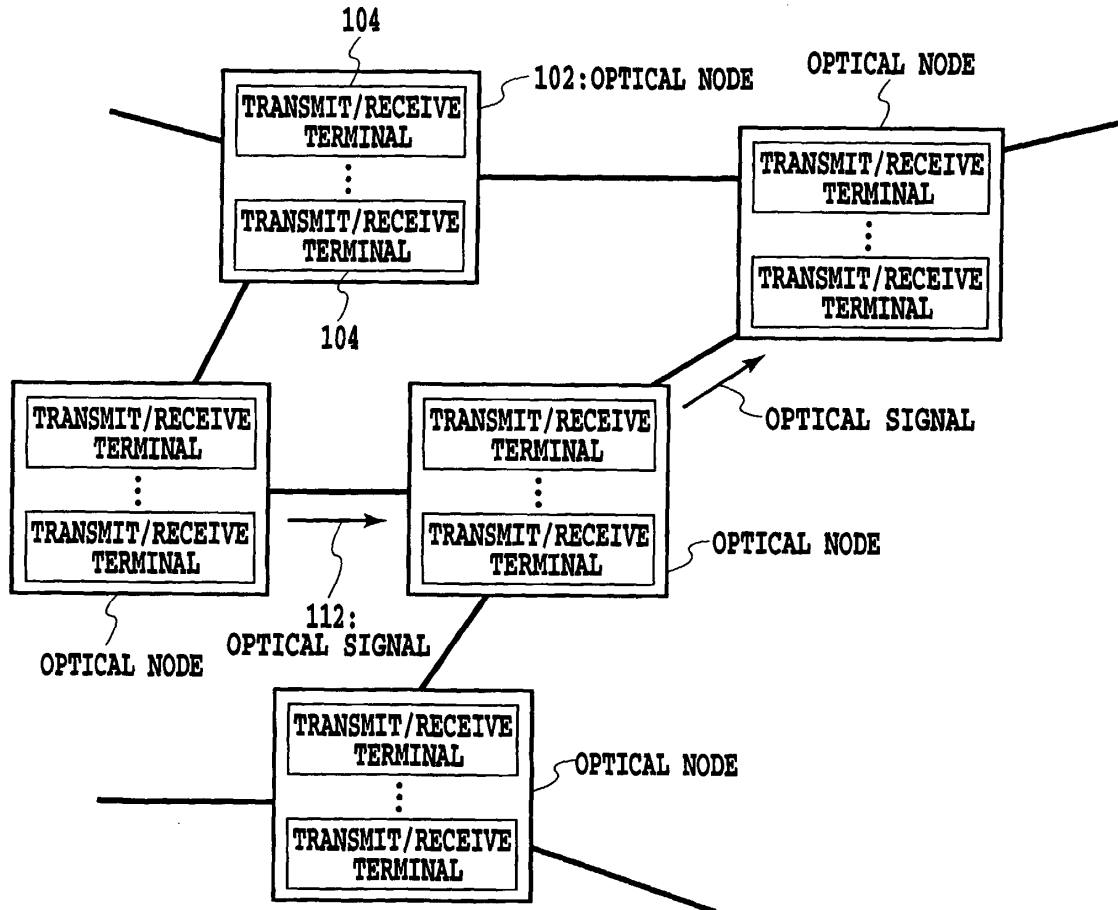 104
102:OPTICAL NODE
TRANSMIT/RECEIVE
TERMINAL
TRANSMIT/RECEIVE
TERMINAL
104
OPTICAL NODE
TRANSMIT/RECEIVE
TERMINAL
TRANSMIT/RECEIVE
TERMINAL
OPTICAL SIGNAL
TRANSMIT/RECEIVE
TERMINAL
TRANSMIT/RECEIVE
TERMINAL
OPTICAL NODE
112:
OPTICAL SIGNAL
TRANSMIT/RECEIVE
TERMINAL
TRANSMIT/RECEIVE
TERMINAL
OPTICAL NODE
TRANSMIT/RECEIVE
TERMINAL
TRANSMIT/RECEIVE
TERMINAL
OPTICAL NODE